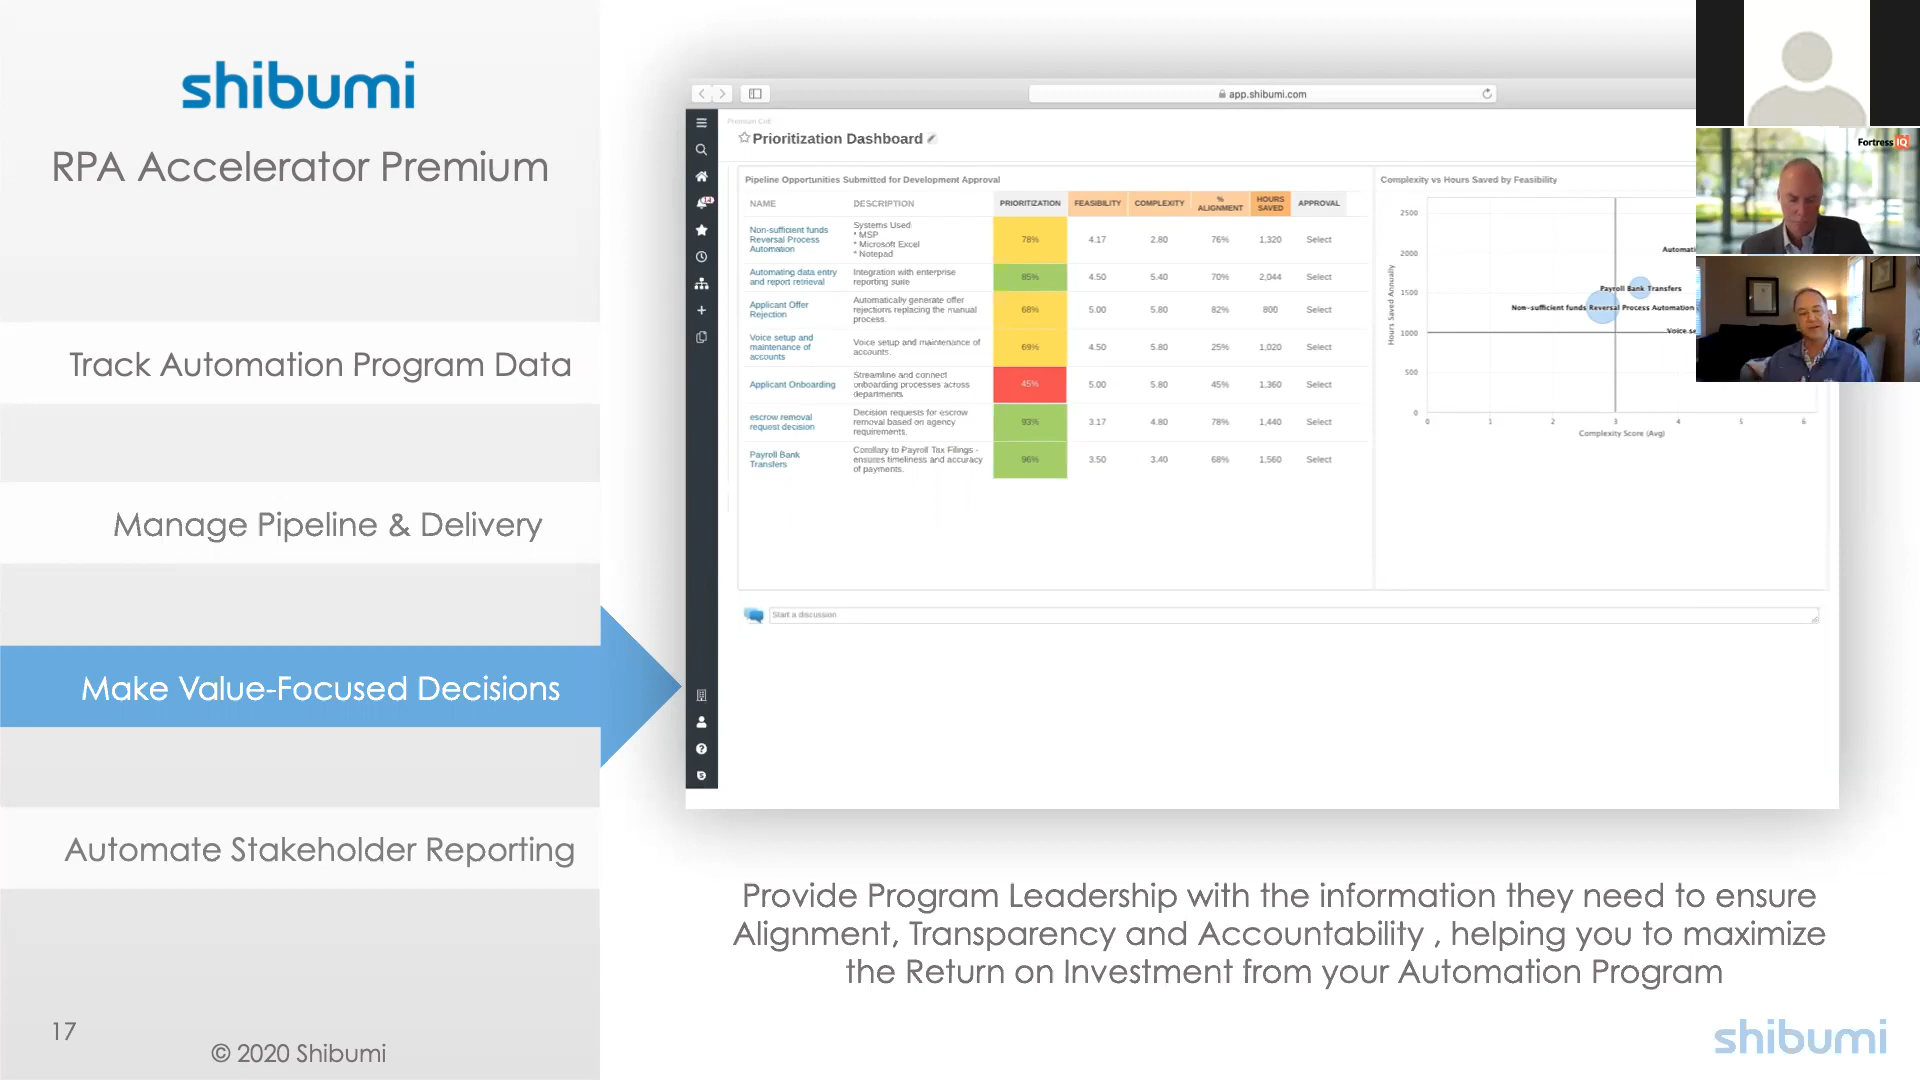 shibumi
RPA Accelerator Premium
Track Automation Program Data
Manage Pipeline & Delivery
Make Value-Focused Decisions
Automate Stakeholder Reporting
17
© 2020 Shibumi
app.shibumi.com
Premium CoE
Prioritization Dashboard
14
Pipeline Opportunities Submitted for Development Approval
NAME DESCRIPTION PRIORITIZATION FEASIBILITY COMPLEXITY % ALIGNMENT HOURS SAVED APPROVAL
Non-sufficient funds
Reversal Process
Automation
Systems Used
* MSP
* Microsoft Excel
* Notepad
78% 4.17 2.80 76% 1,320 Select
Automating data entry
and report retrieval
Integration with enterprise
reporting suite
85% 4.50 5.40 70% 2,044 Select
Applicant Offer
Rejection
Automatically generate offer
rejections replacing the manual
process.
68% 5.00 5.80 82% 800 Select
Voice setup and
maintenance of
accounts
Voice setup and maintenance of
accounts.
69% 4.50 5.80 25% 1,020 Select
Applicant Onboarding
Streamline and connect
onboarding processes across
departments
45% 5.00 5.80 45% 1,360 Select
escrow removal
request decision
Decision requests for escrow
removal based on agency
requirements.
93% 3.17 4.80 78% 1,440 Select
Payroll Bank
Transfers
Corollary to Payroll Tax Filings -
ensures timeliness and accuracy
of payments.
96% 3.50 3.40 68% 1,560 Select
Complexity vs Hours Saved by Feasibility
Hours Saved Annually
2500
2000
1500
1000
500
0
Automati
Payroll Bank Transfers
Non-sufficient funds Reversal Process Automation
Voice se
0 1 2 3 4 5 6
Complexity Score (Avg)
Start a discussion
Fortress IQ
Provide Program Leadership with the information they need to ensure
Alignment, Transparency and Accountability , helping you to maximize
the Return on Investment from your Automation Program
shibumi